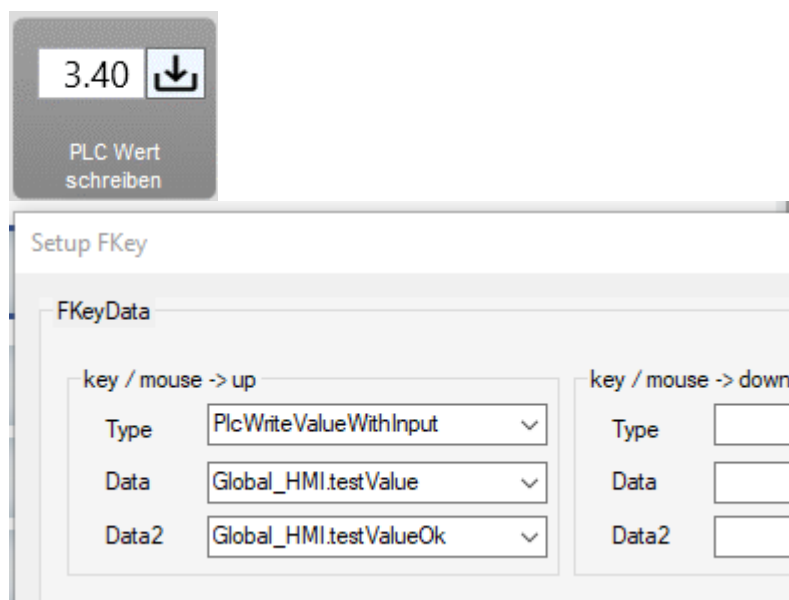 3.40
PLC Wert
schreiben
Setup FKey
FKeyData
key / mouse -> up
key / mouse -> down
Type PlcWriteValueWithInput
Type
Data Global_HMI.testValue
Data
Data2 Global_HMI.testValueOk
Data2